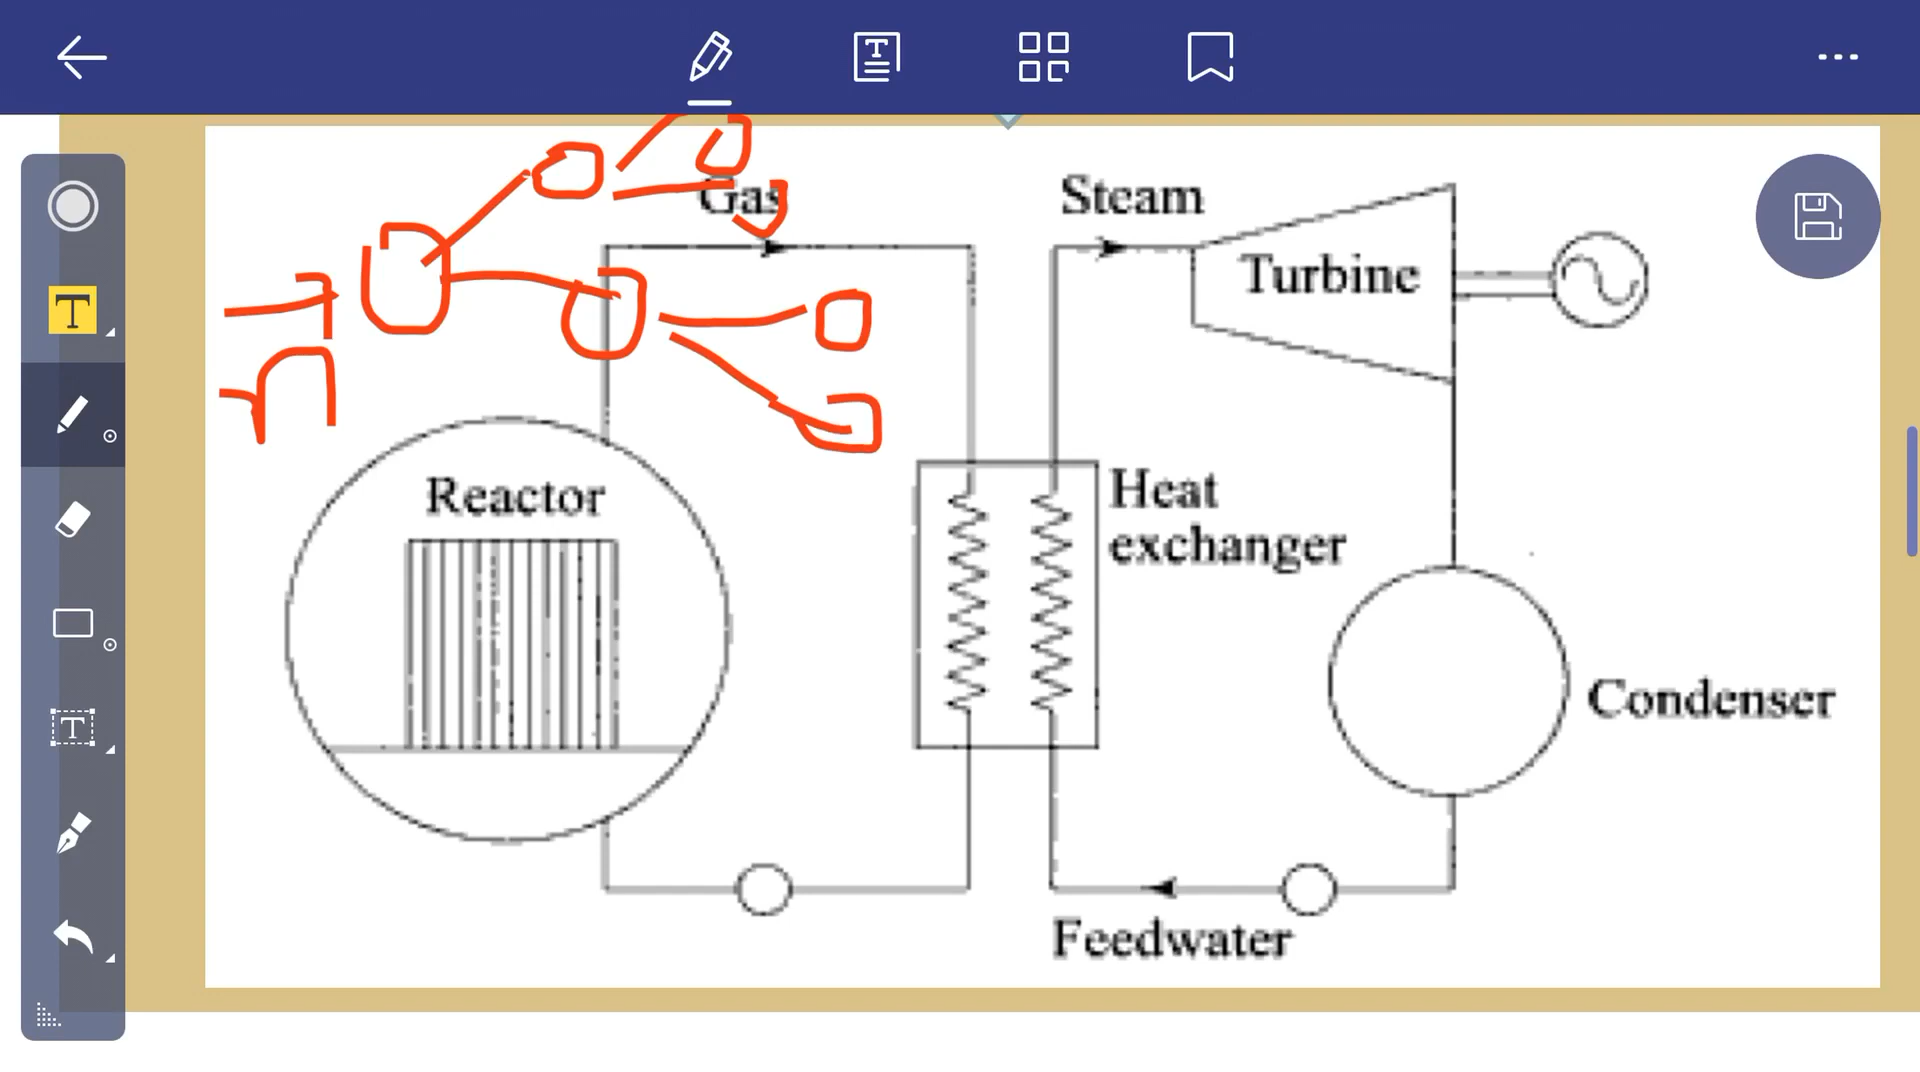 Gas
Steam
Turbine
n
Reactor
Heat
exchanger
Condenser
Feedwater